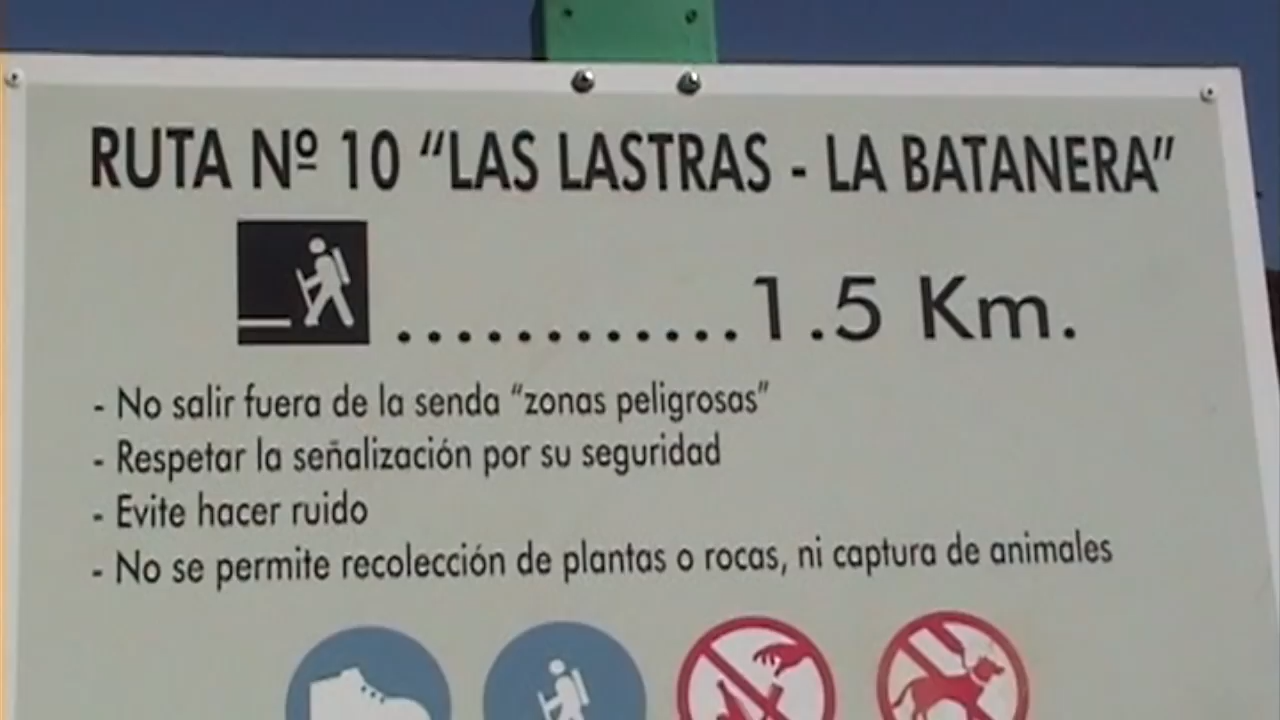 RUTA Nº 10 “LAS LASTRAS - LA BATANERA”
............1.5 Km.
- No salir fuera de la senda “zonas peligrosas”
- Respetar la señalización por su seguridad
- Evite hacer ruido
- No se permite recolección de plantas o rocas, ni captura de animales